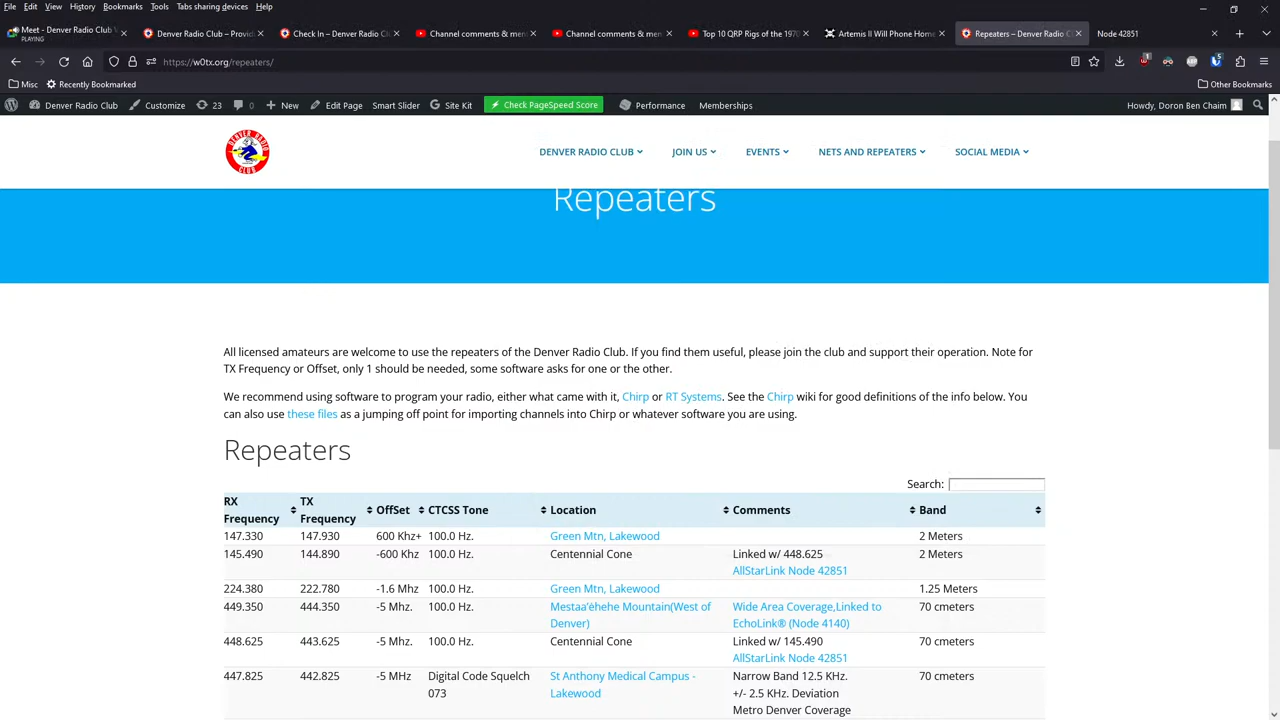 File Edit View History Bookmarks Tools Tabs sharing devices Help
Meet - Denver Radio Club
PLAYING
Denver Radio Club – Provid
Check In – Denver Radio Cl
Channel comments & men
Channel comments & men
Top 10 QRP Rigs of the 1970
Artemis II Will Phone Home
Repeaters – Denver Radio C
Node 42851
https://w0tx.org/repeaters/
Misc Recently Bookmarked Other Bookmarks
Denver Radio Club Customize 23 0 New Edit Page Smart Slider Site Kit Check PageSpeed Score Performance Memberships Howdy, Doron Ben Chaim
DENVER RADIO CLUB
DENVER RADIO CLUB JOIN US EVENTS NETS AND REPEATERS SOCIAL MEDIA
Repeaters
All licensed amateurs are welcome to use the repeaters of the Denver Radio Club. If you find them useful, please join the club and support their operation. Note for
TX Frequency or Offset, only 1 should be needed, some software asks for one or the other.
We recommend using software to program your radio, either what came with it, Chirp or RT Systems. See the Chirp wiki for good definitions of the info below. You
can also use these files as a jumping off point for importing channels into Chirp or whatever software you are using.
Repeaters
Search:
RX Frequency TX Frequency OffSet CTCSS Tone Location Comments Band
147.330 147.930 600 Khz+ 100.0 Hz. Green Mtn, Lakewood 2 Meters
145.490 144.890 -600 Khz 100.0 Hz. Centennial Cone Linked w/ 448.625 2 Meters
AllStarLink Node 42851
224.380 222.780 -1.6 Mhz 100.0 Hz. Green Mtn, Lakewood 1.25 Meters
449.350 444.350 -5 Mhz. 100.0 Hz. Mestaa'ėhehe Mountain(West of Wide Area Coverage,Linked to 70 cmeters
Denver) EchoLink® (Node 4140)
448.625 443.625 -5 Mhz. 100.0 Hz. Centennial Cone Linked w/ 145.490 70 cmeters
AllStarLink Node 42851
447.825 442.825 -5 MHz Digital Code Squelch St Anthony Medical Campus - Narrow Band 12.5 KHz. 70 cmeters
073 Lakewood +/- 2.5 KHz. Deviation
Metro Denver Coverage